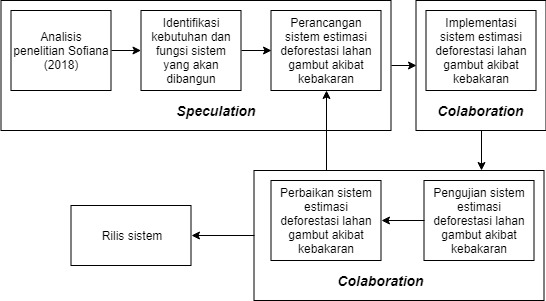 Analisis
penelitian Sofiana
(2018)
Identifikasi
kebutuhan dan
fungsi sistem
yang akan
dibangun
Perancangan
sistem estimasi
deforestasi lahan
gambut akibat
kebakaran
Speculation
Implementasi
sistem estimasi
deforestasi lahan
gambut akibat
kebakaran
Colaboration
Pengujian sistem
estimasi
deforestasi lahan
gambut akibat
kebakaran
Perbaikan sistem
estimasi
deforestasi lahan
gambut akibat
kebakaran
Colaboration
Rilis sistem